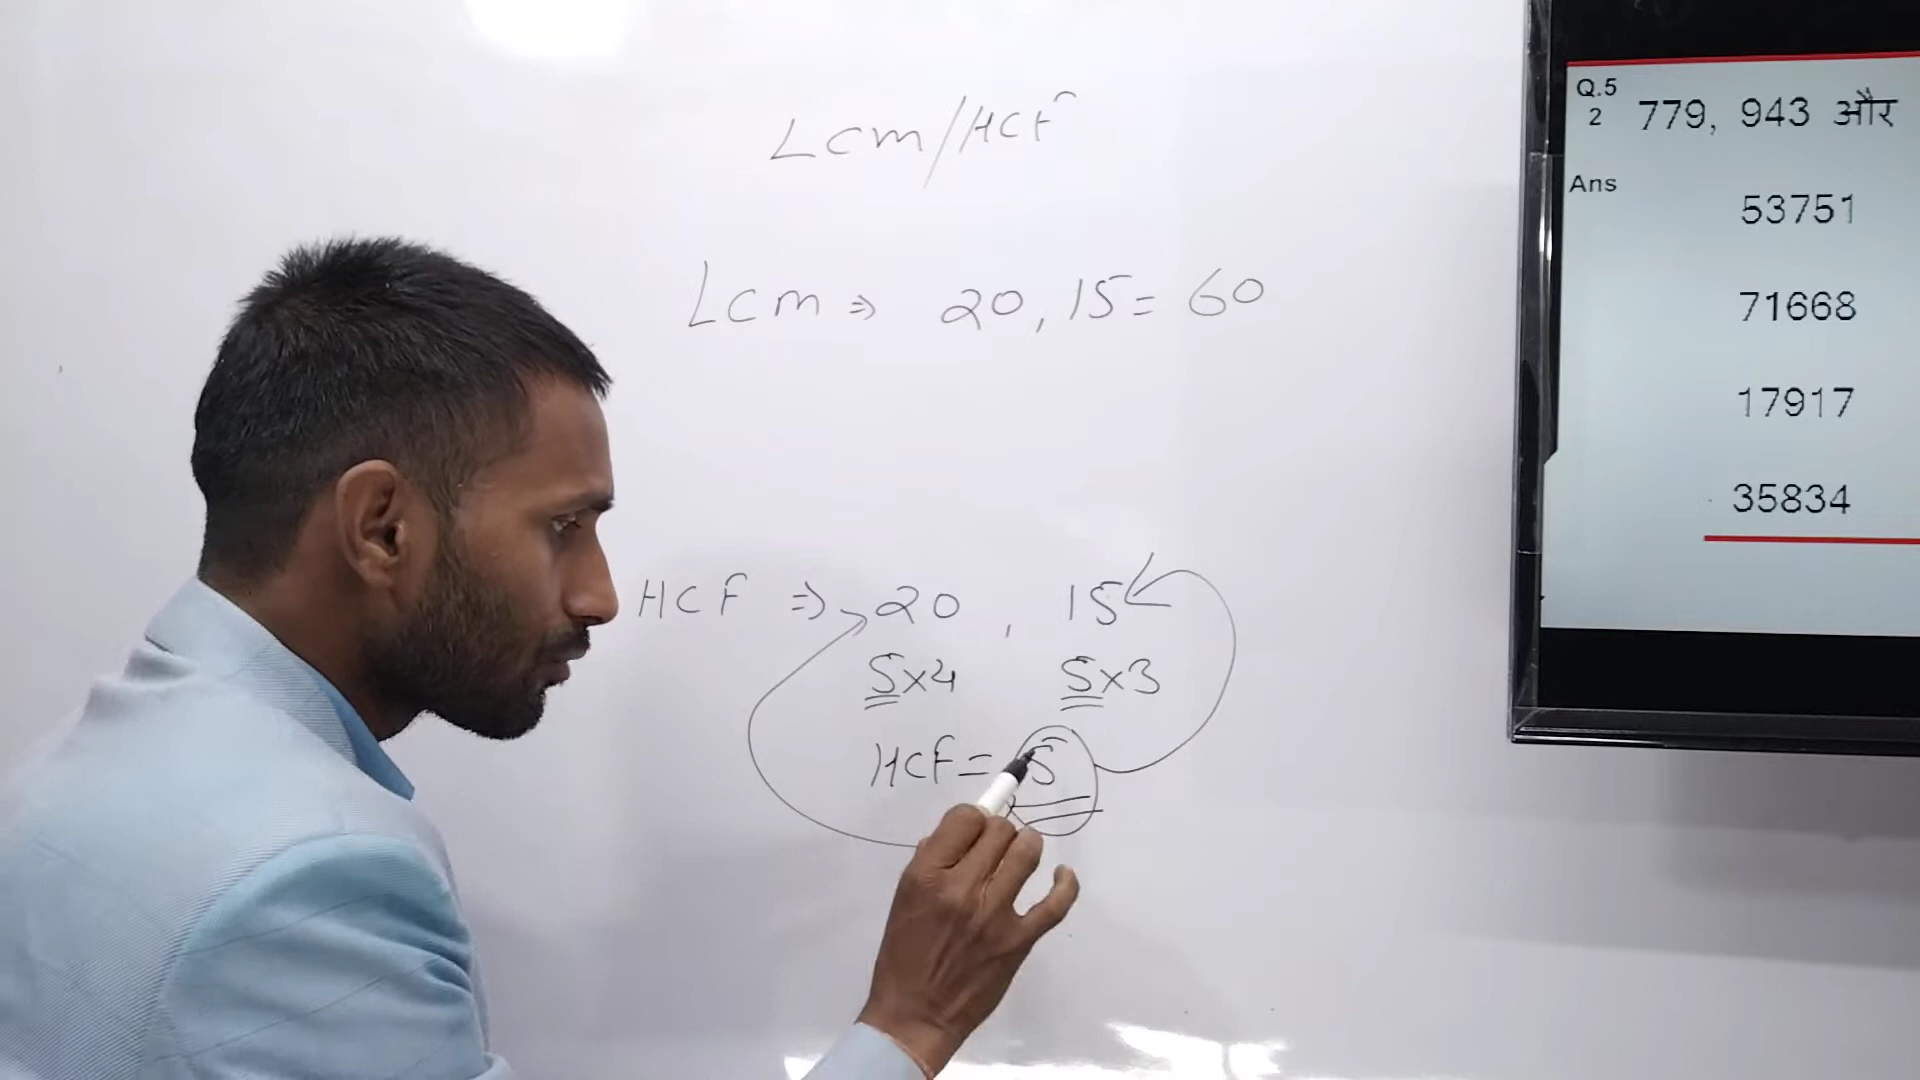 Lcm/HCF
Lcm ⇒ 20, 15 = 60
HCF ⇒ 20 , 15
5x4 5x3
HCF = 5
Q.5
2 779, 943 और
Ans
53751
71668
17917
35834